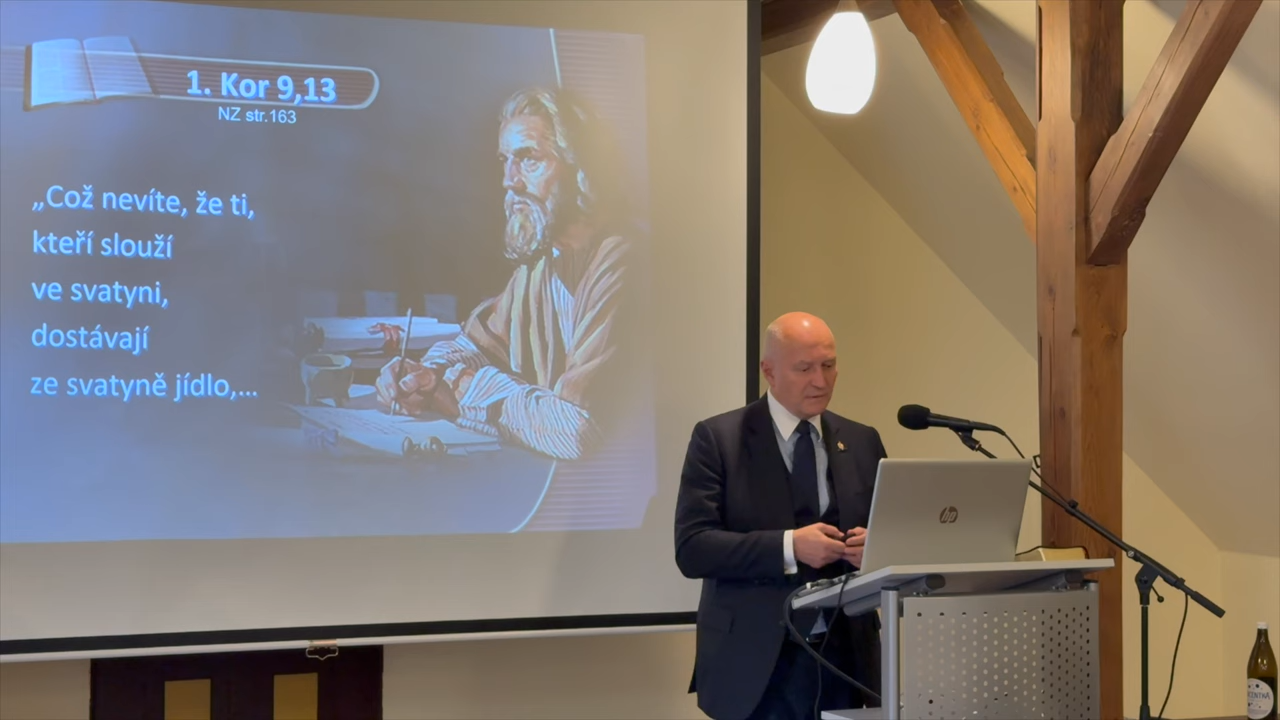 1. Kor 9,13
NZ str.163
„Což nevíte, že ti,
kteří slouží
ve svatyni,
dostávají
ze svatyně jídlo,...
hp